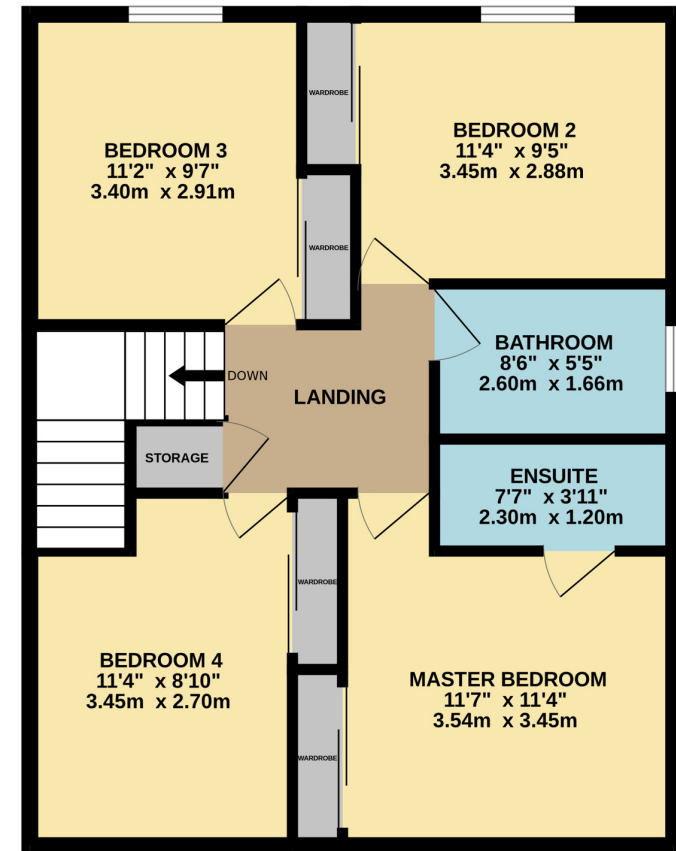 BEDROOM 3
11'2" x 9'7"
3.40m x 2.91m
WARDROBE
BEDROOM 2
11'4" x 9'5"
3.45m x 2.88m
WARDROBE
BATHROOM
8'6" x 5'5"
2.60m x 1.66m
DOWN
LANDING
STORAGE
ENSUITE
7'7" x 3'11"
2.30m x 1.20m
WARDROBE
BEDROOM 4
11'4" x 8'10"
3.45m x 2.70m
MASTER BEDROOM
11'7" x 11'4"
3.54m x 3.45m
WARDROBE